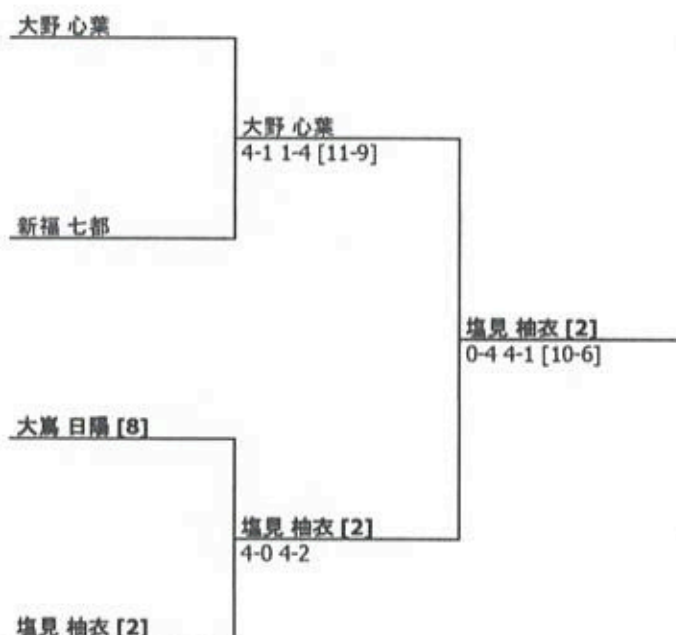 大野 心葉
大野 心葉
4-1 1-4 [11-9]
新福 七都
塩見 柚衣 [2]
0-4 4-1 [10-6]
大嶌 日陽 [8]
塩見 柚衣 [2]
4-0 4-2
塩見 柚衣 [2]